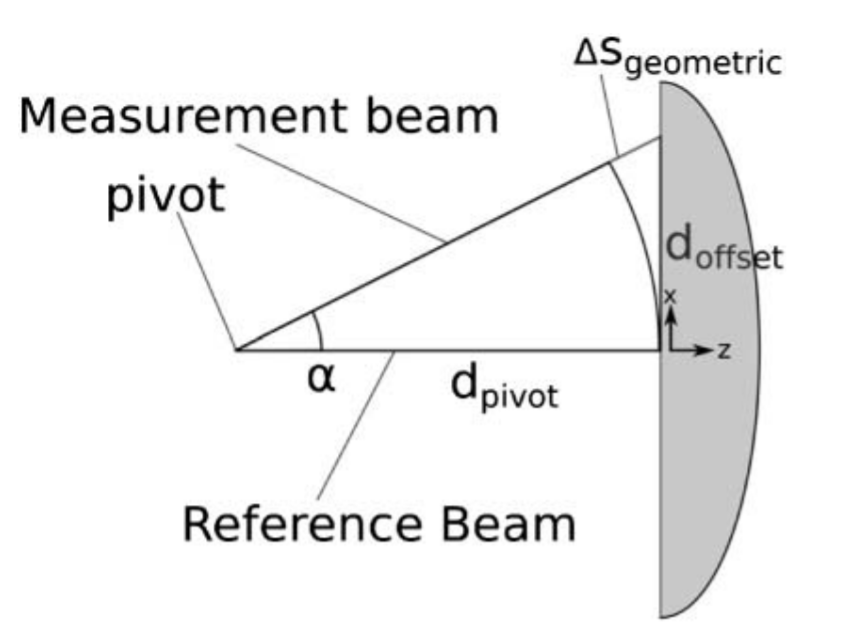 ΔSgeometric
Measurement beam
pivot
doffset
x
z
α
dpivot
Reference Beam